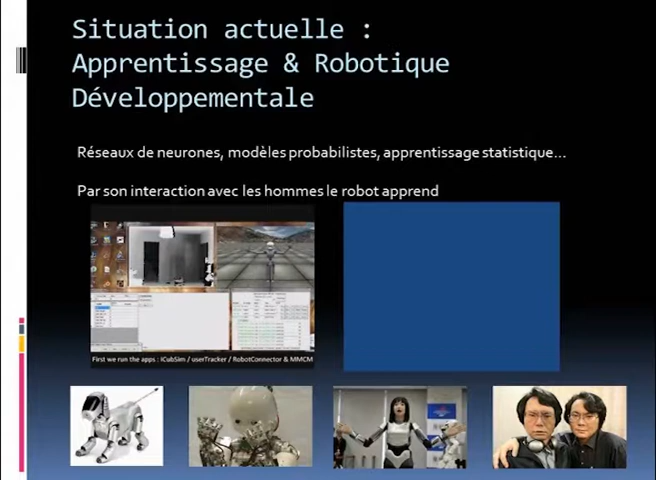 Situation actuelle :
Apprentissage & Robotique
Développementale
Réseaux de neurones, modèles probabilistes, apprentissage statistique...
Par son interaction avec les hommes le robot apprend
First we run the apps : iCubSim / userTracker / RobotConnector & MMCM